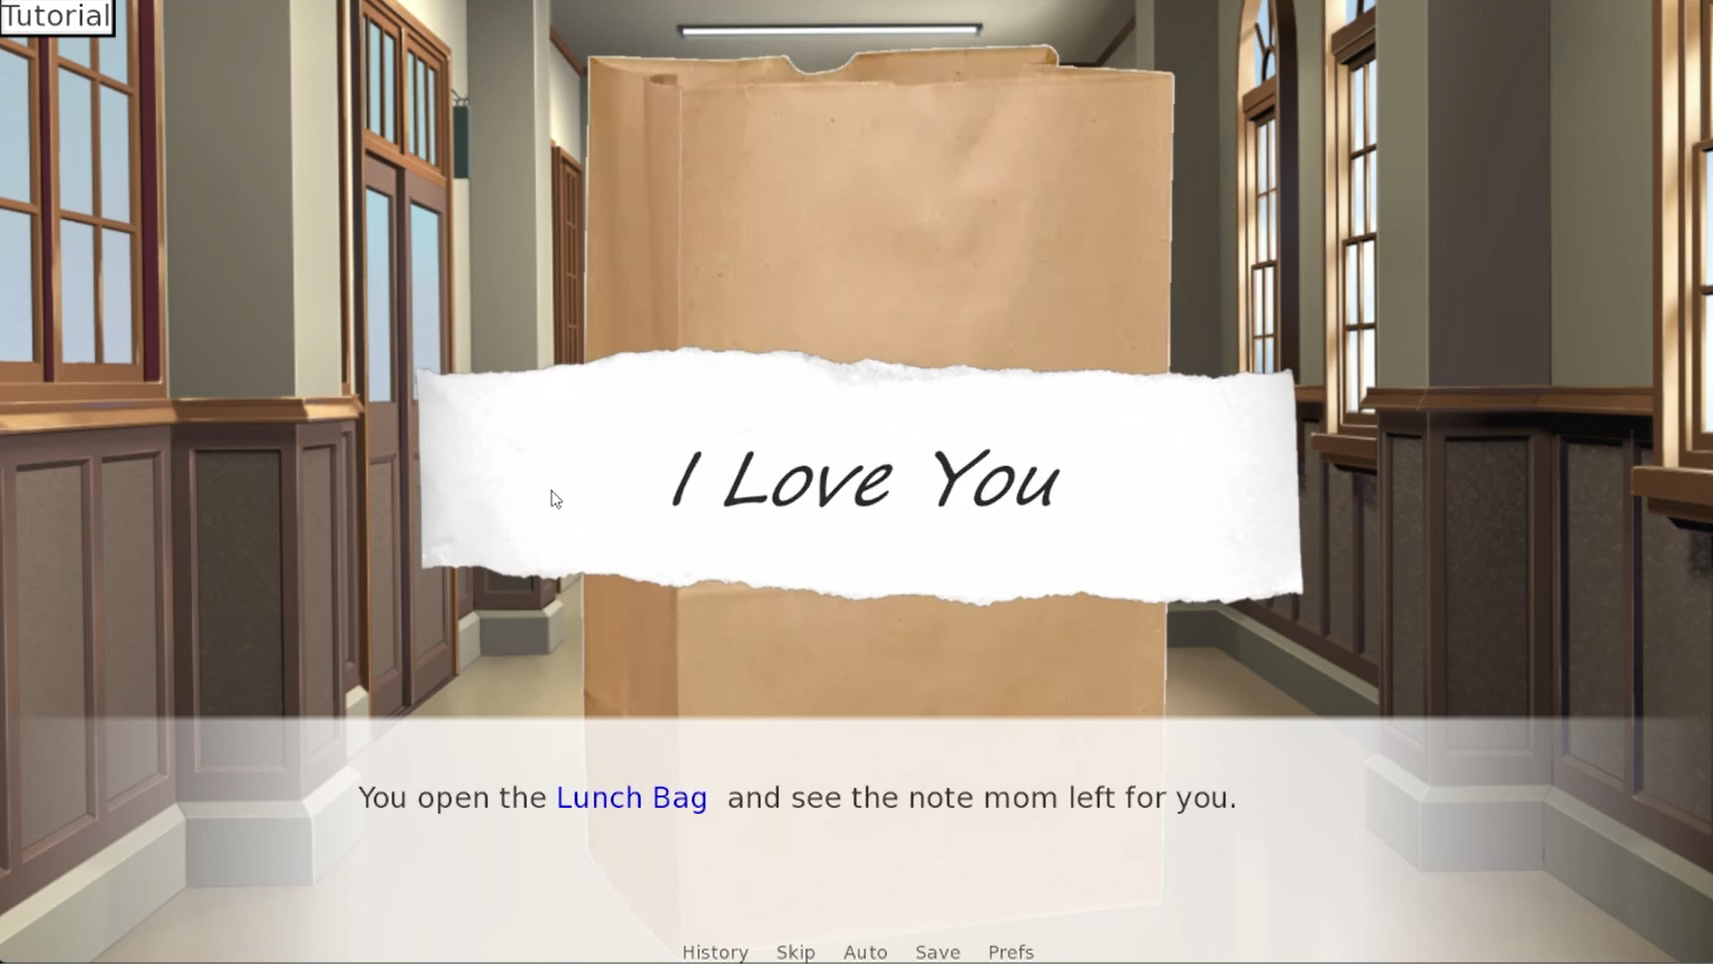 Tutorial
I Love You
You open the Lunch Bag and see the note mom left for you.
History Skip Auto Save Prefs